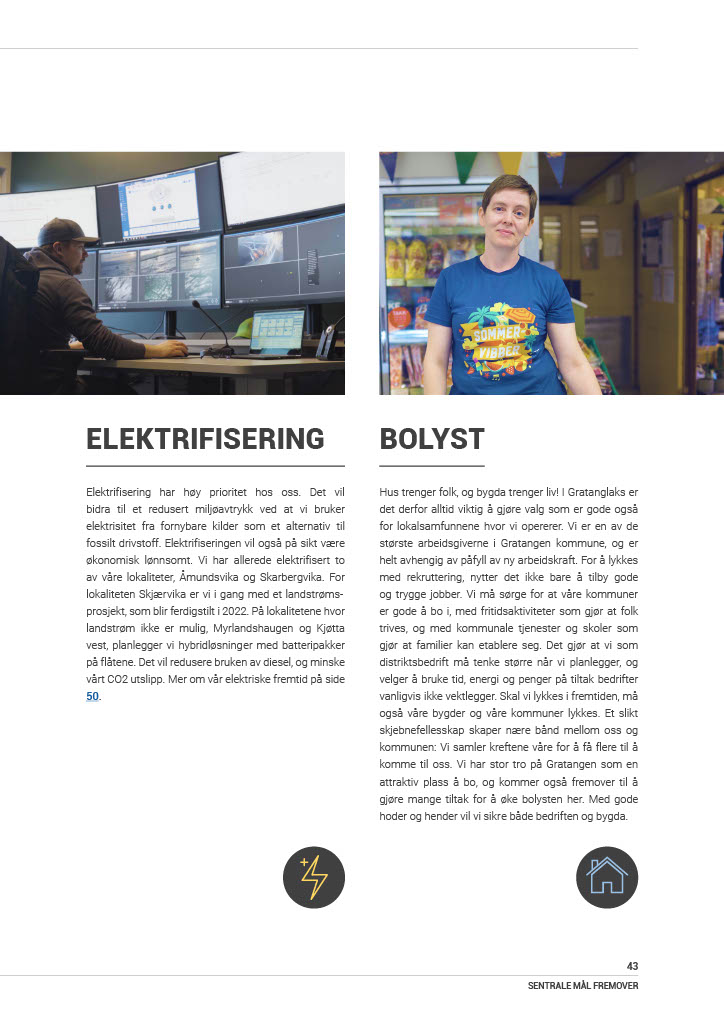 SOMMER-
VIBBER
ELEKTRIFISERING
Elektrifisering har høy prioritet hos oss. Det vil
bidra til et redusert miljøavtrykk ved at vi bruker
elektrisitet fra fornybare kilder som et alternativ til
fossilt drivstoff. Elektrifiseringen vil også på sikt være
økonomisk lønnsomt. Vi har allerede elektrifisert to
av våre lokaliteter, Åmundsvika og Skarbergvika. For
lokaliteten Skjærvika er vi i gang med et landstrøms-
prosjekt, som blir ferdigstilt i 2022. På lokalitetene hvor
landstrøm ikke er mulig, Myrlandshaugen og Kjøtta
vest, planlegger vi hybridløsninger med batteripakker
på flåtene. Det vil redusere bruken av diesel, og minske
vårt CO2 utslipp. Mer om vår elektriske fremtid på side
50.
BOLYST
Hus trenger folk, og bygda trenger liv! I Gratanglaks er
det derfor alltid viktig å gjøre valg som er gode også
for lokalsamfunnene hvor vi opererer. Vi er en av de
største arbeidsgiverne i Gratangen kommune, og er
helt avhengig av påfyll av ny arbeidskraft. For å lykkes
med rekruttering, nytter det ikke bare å tilby gode
og trygge jobber. Vi må sørge for at våre kommuner
er gode å bo i, med fritidsaktiviteter som gjør at folk
trives, og med kommunale tjenester og skoler som
gjør at familier kan etablere seg. Det gjør at vi som
distriktsbedrift må tenke større når vi planlegger, og
velger å bruke tid, energi og penger på tiltak bedrifter
vanligvis ikke vektlegger. Skal vi lykkes i fremtiden, må
også våre bygder og våre kommuner lykkes. Et slikt
skjebnefellesskap skaper nære bånd mellom oss og
kommunen: Vi samler kreftene våre for å få flere til å
komme til oss. Vi har stor tro på Gratangen som en
attraktiv plass å bo, og kommer også fremover til å
gjøre mange tiltak for å øke bolysten her. Med gode
hoder og hender vil vi sikre både bedriften og bygda.
43
SENTRALE MÅL FREMOVER